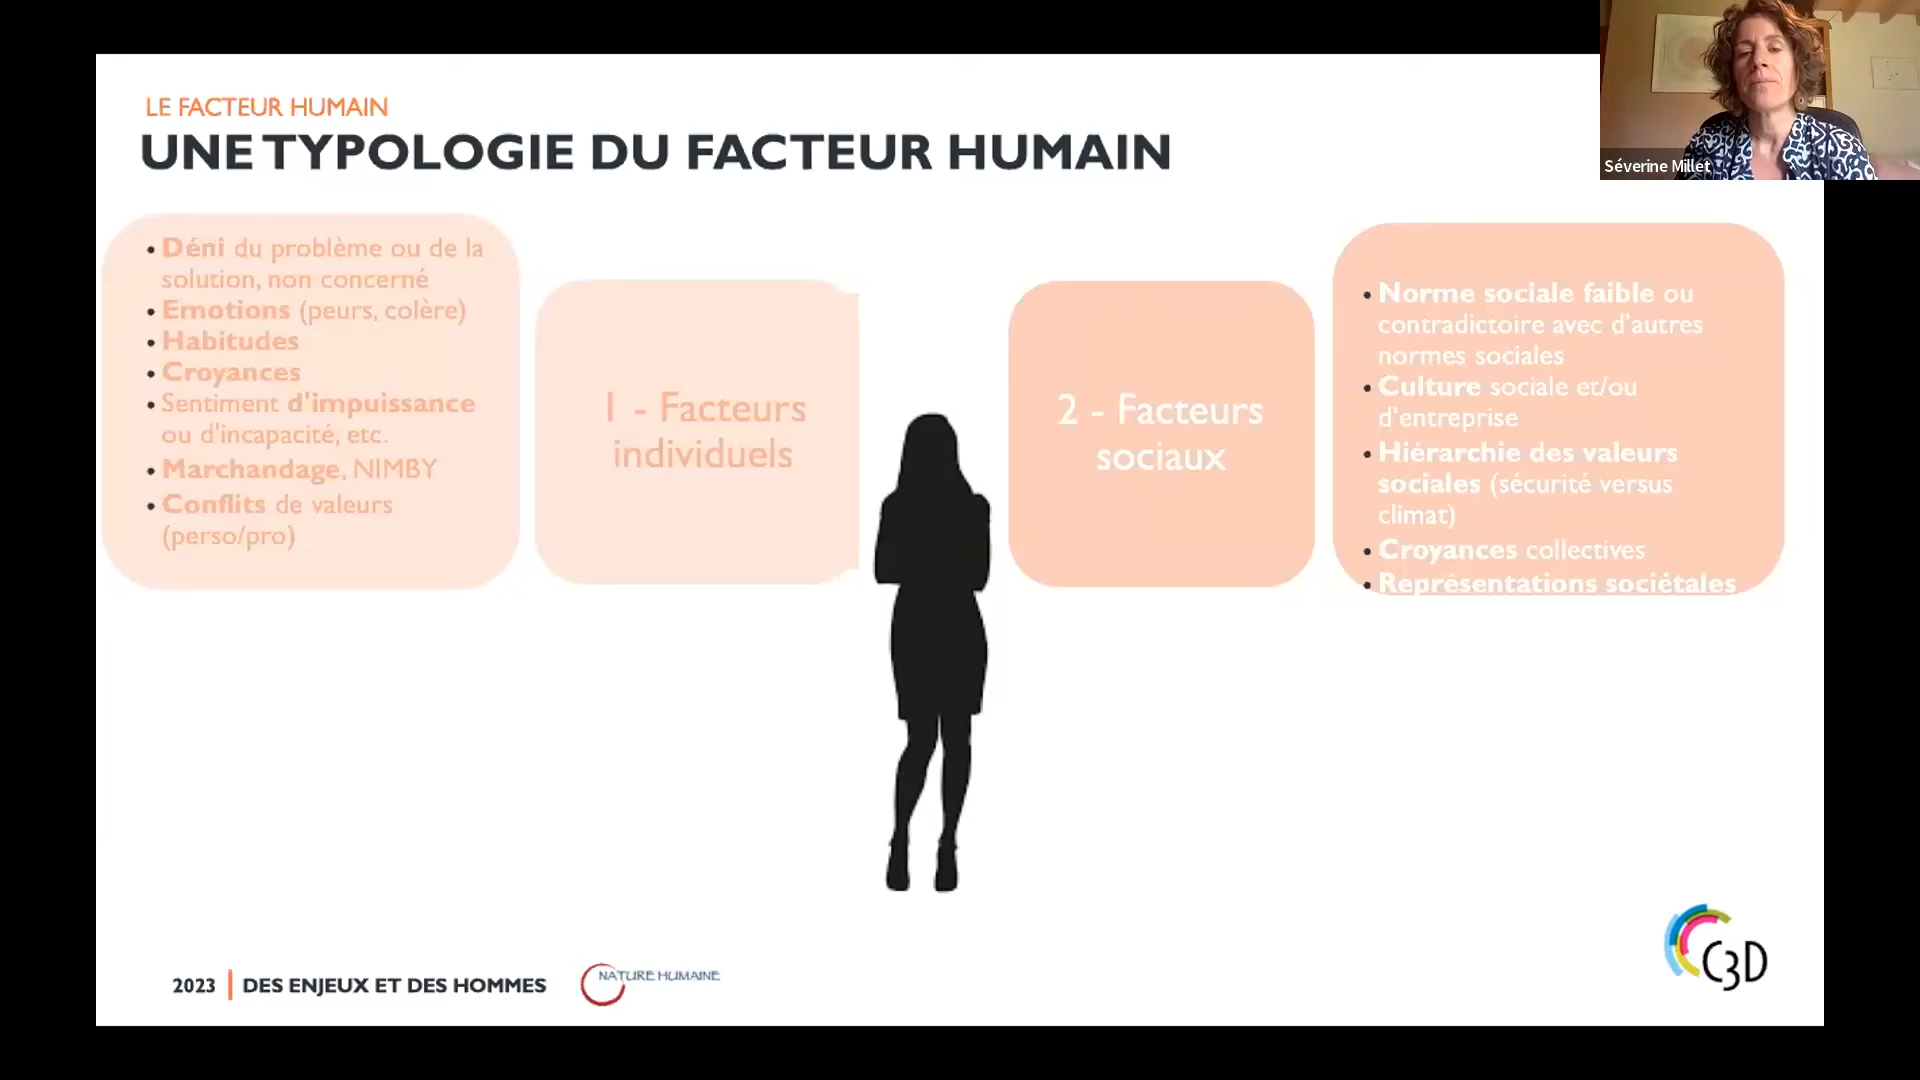 LE FACTEUR HUMAIN
UNE TYPOLOGIE DU FACTEUR HUMAIN
Séverine Millet
• Déni du problème ou de la
solution, non concerné
• Emotions (peurs, colère)
• Habitudes
• Croyances
• Sentiment d'impuissance
ou d'incapacité, etc.
• Marchandage, NIMBY
• Conflits de valeurs
(perso/pro)
1 - Facteurs
individuels
2 - Facteurs
sociaux
• Norme sociale faible ou
contradictoire avec d'autres
normes sociales
• Culture sociale et/ou
d'entreprise
• Hiérarchie des valeurs
sociales (sécurité versus
climat)
• Croyances collectives
• Représentations sociétales
2023 | DES ENJEUX ET DES HOMMES
NATURE HUMAINE
C3D